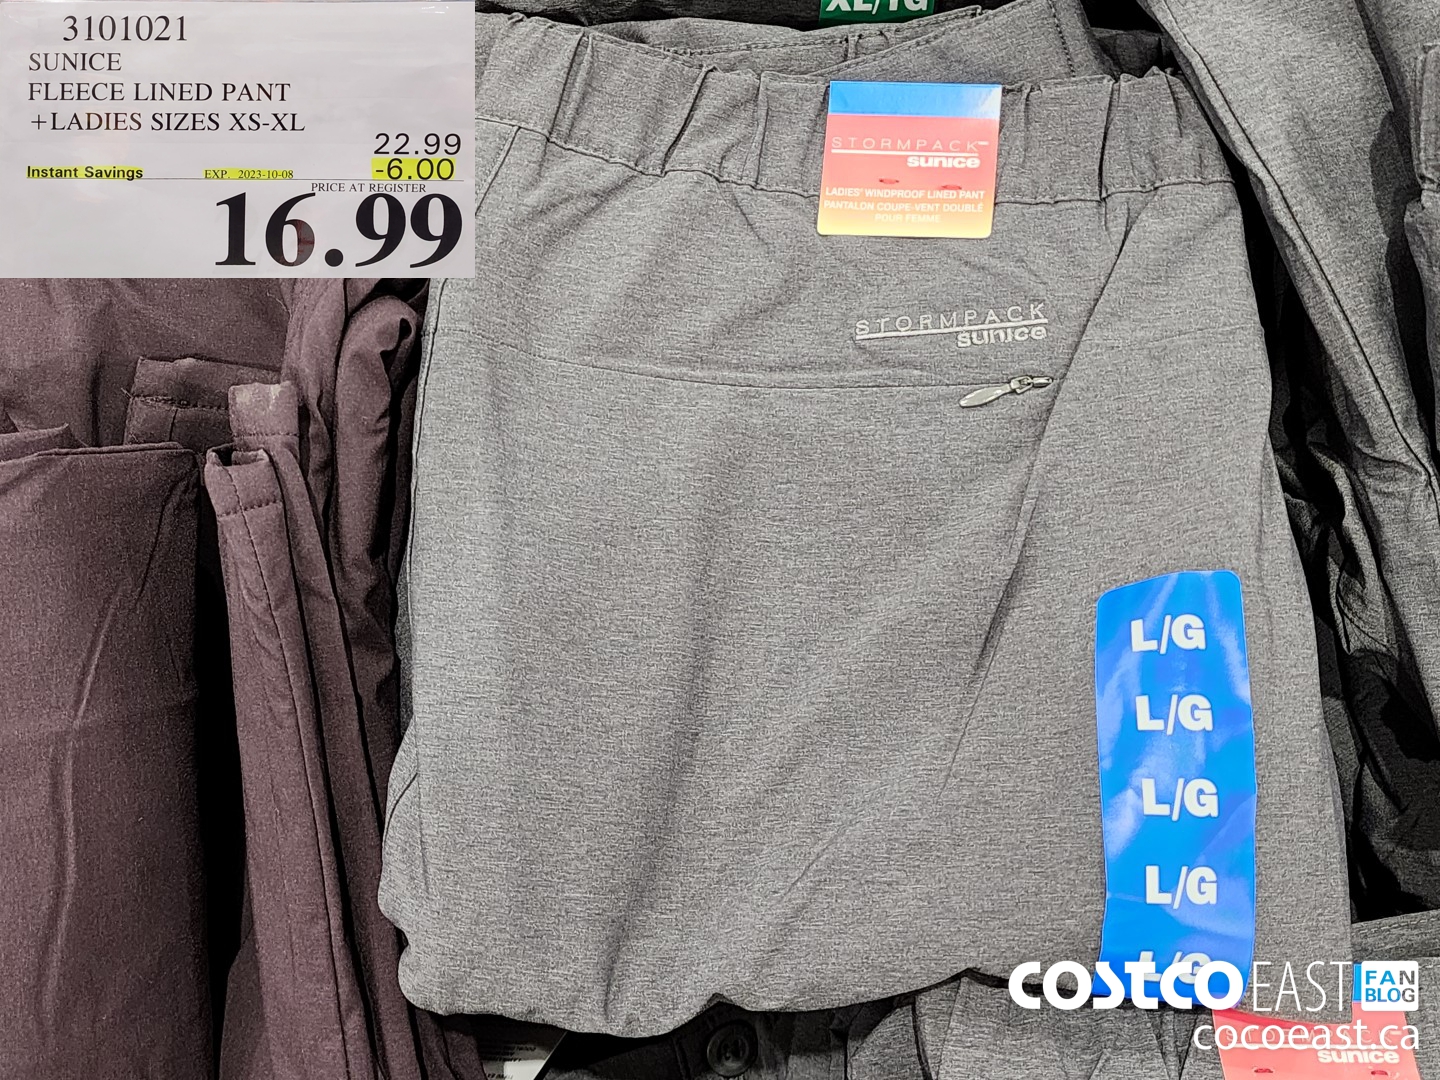 3101021
SUNICE
FLEECE LINED PANT
+LADIES SIZES XS-XL
22.99
Instant Savings EXP. 2023-10-08 -6.00
PRICE AT REGISTER
16.99
XL/TG
STORMPACK™
sunice
LADIES' WINDPROOF LINED PANT
PANTALON COUPE-VENT DOUBLÉ
POUR FEMME
STORMPACK
sunice
L/G
L/G
L/G
L/G
L/G
COSTCO EAST FAN BLOG
cocoeast.ca
sunice